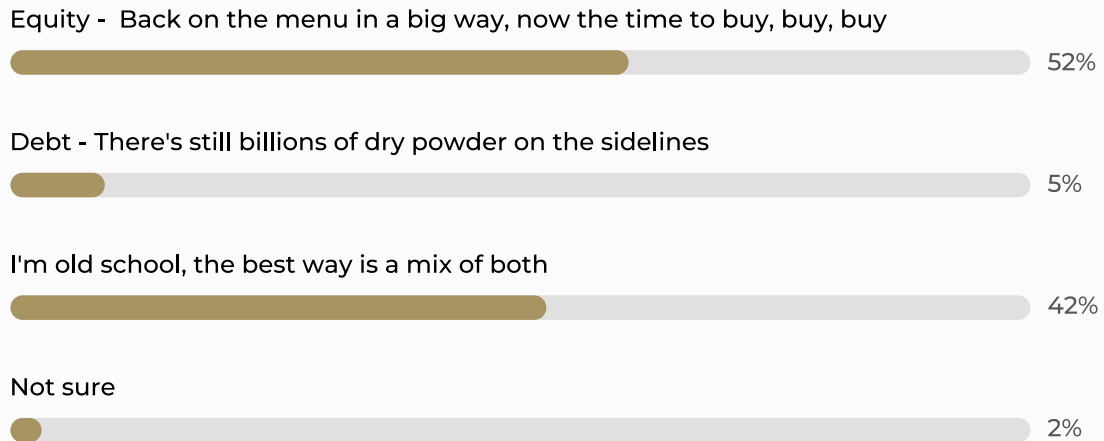 Equity -  Back on the menu in a big way, now the time to buy, buy, buy
52%
Debt - There's still billions of dry powder on the sidelines
5%
I'm old school, the best way is a mix of both
42%
Not sure
2%